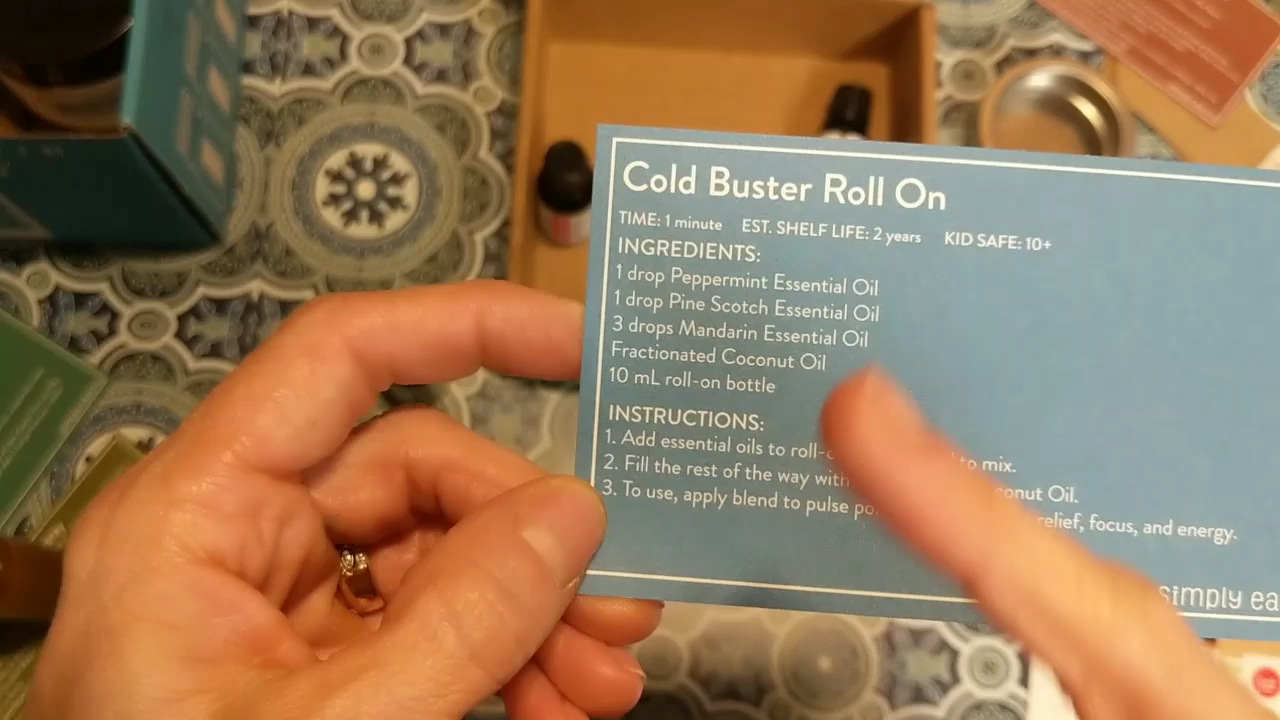 Cold Buster Roll On
TIME: 1 minute EST. SHELF LIFE: 2 years KID SAFE: 10+
INGREDIENTS:
1 drop Peppermint Essential Oil
1 drop Pine Scotch Essential Oil
3 drops Mandarin Essential Oil
Fractionated Coconut Oil
10 mL roll-on bottle
INSTRUCTIONS:
1. Add essential oils to roll- to mix.
2. Fill the rest of the way with Oil.
3. To use, apply blend to pulse relief, focus, and energy.
simply